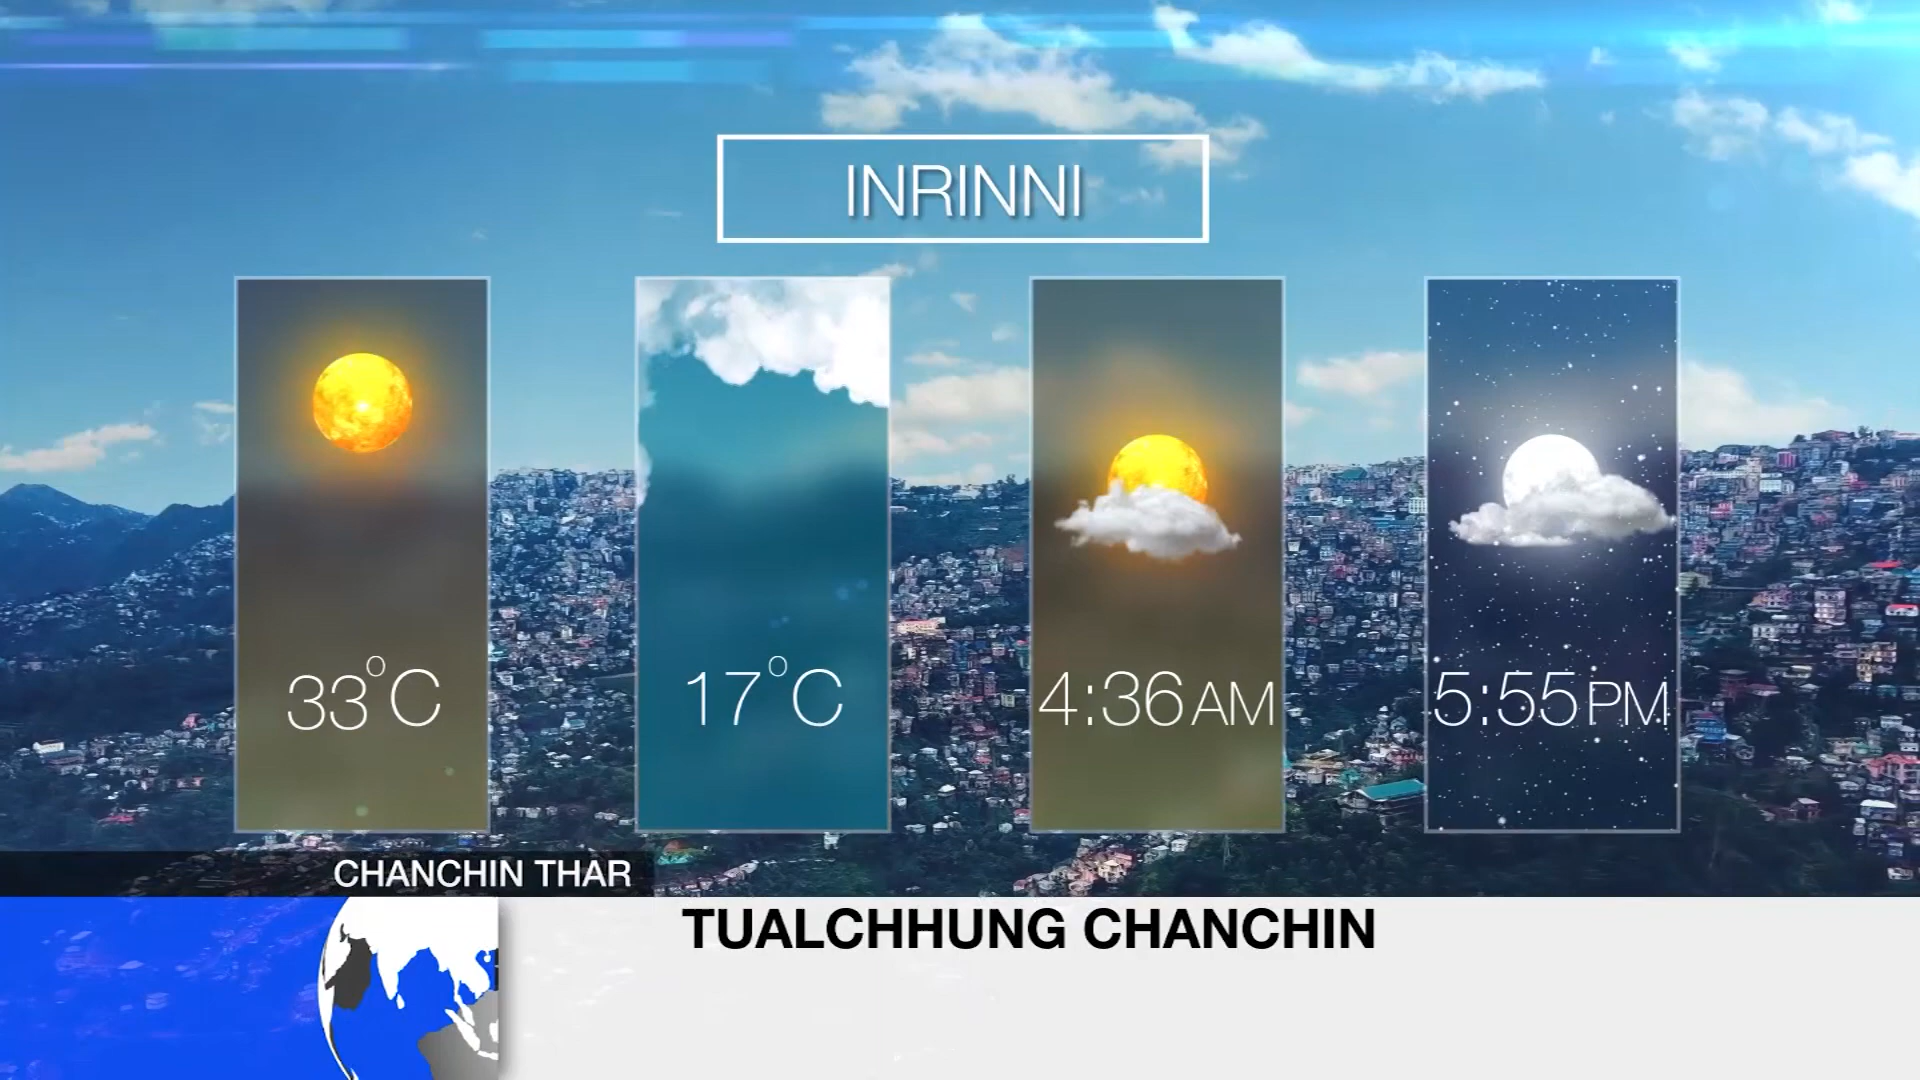 INRINNI
33°C
17°C
4:36AM
5:55PM
CHANCHIN THAR
TUALCHHUNG CHANCHIN